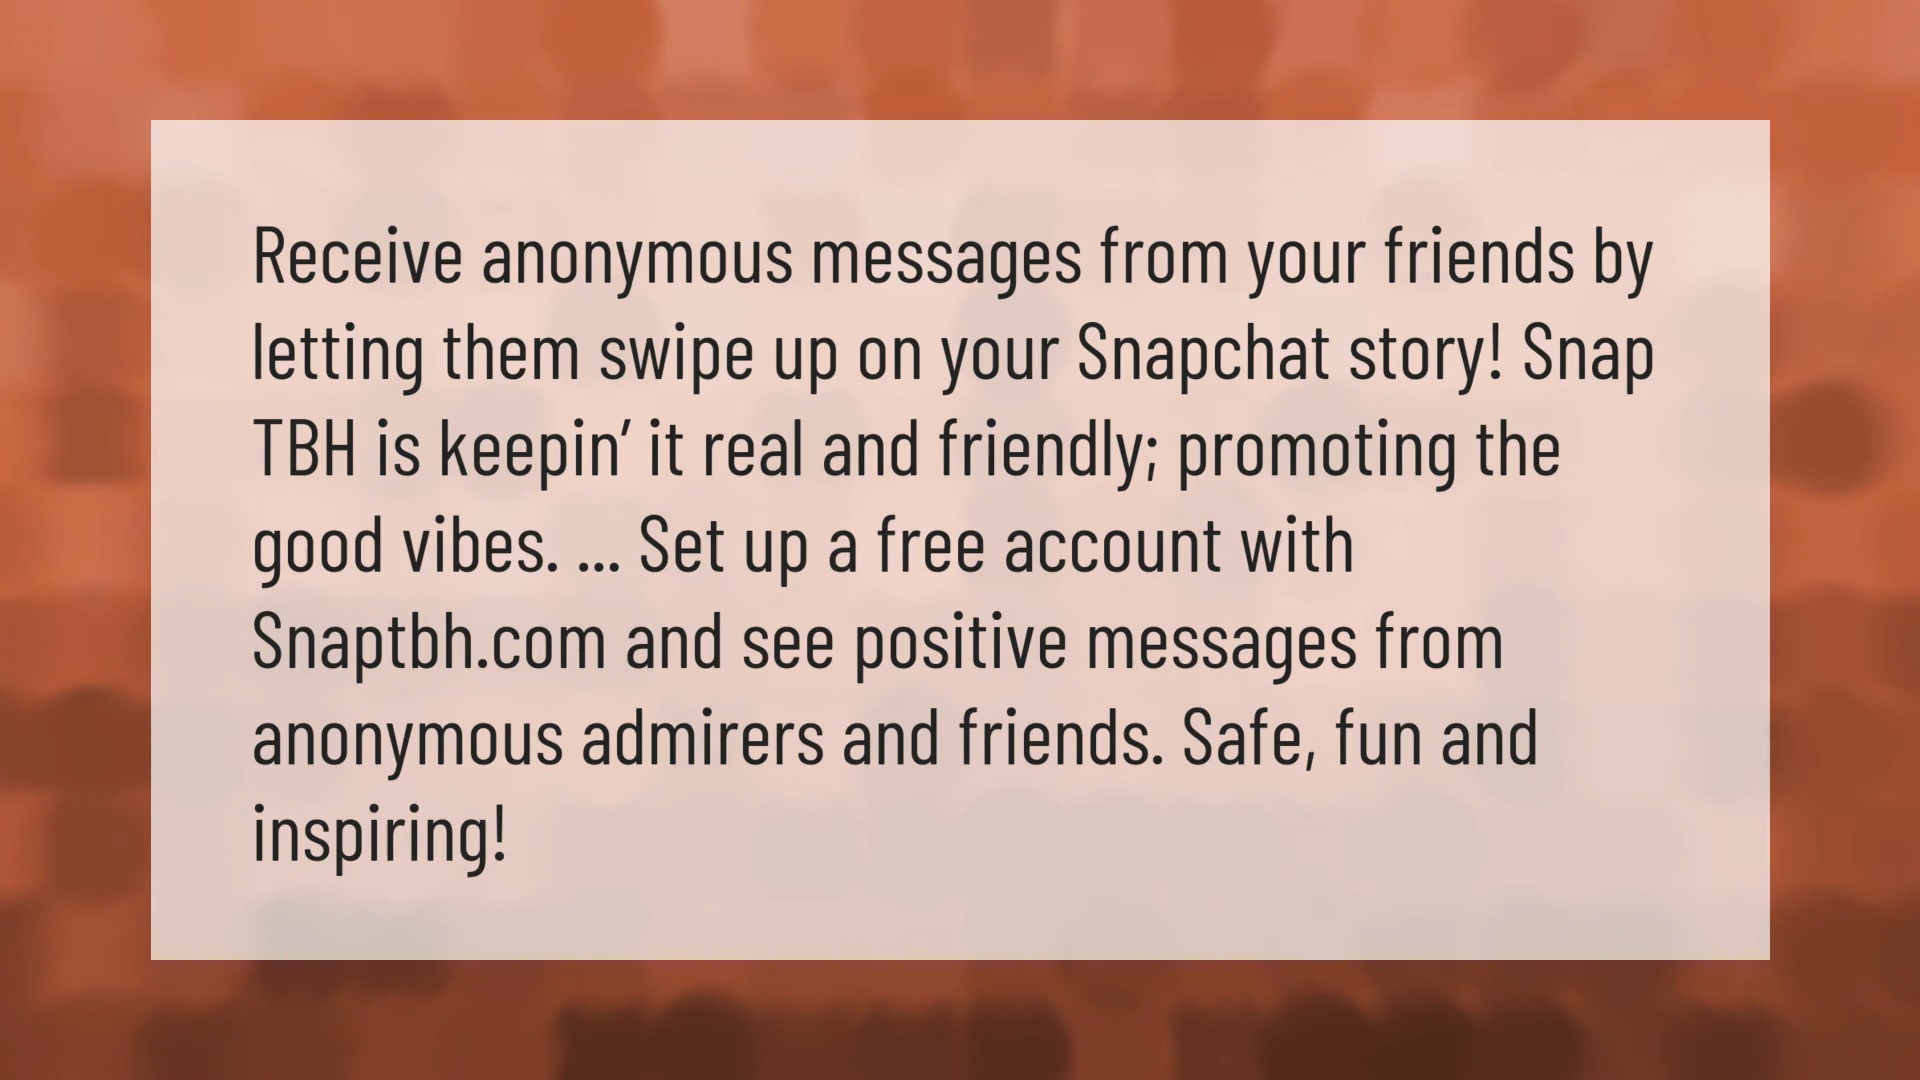 Receive anonymous messages from your friends by
letting them swipe up on your Snapchat story! Snap
TBH is keepin’ it real and friendly; promoting the
good vibes. ... Set up a free account with
Snaptbh.com and see positive messages from
anonymous admirers and friends. Safe, fun and
inspiring!